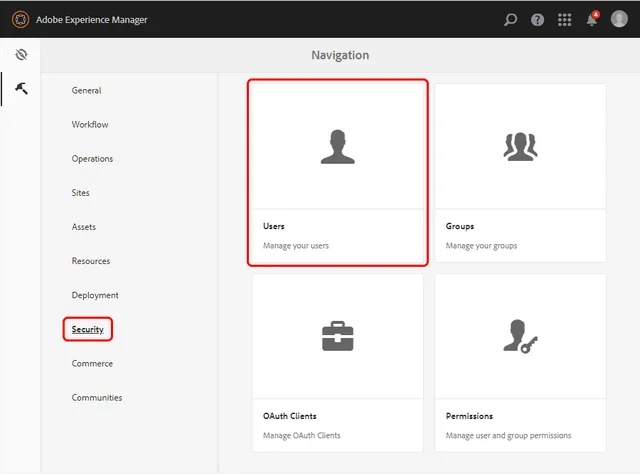 Adobe Experience Manager
4
Navigation
General
Workflow
Operations
Sites
Assets
Resources
Deployment
Security
Commerce
Communities
Users
Manage your users
Groups
Manage your groups
OAuth Clients
Manage OAuth Clients
Permissions
Manage user and group permissions